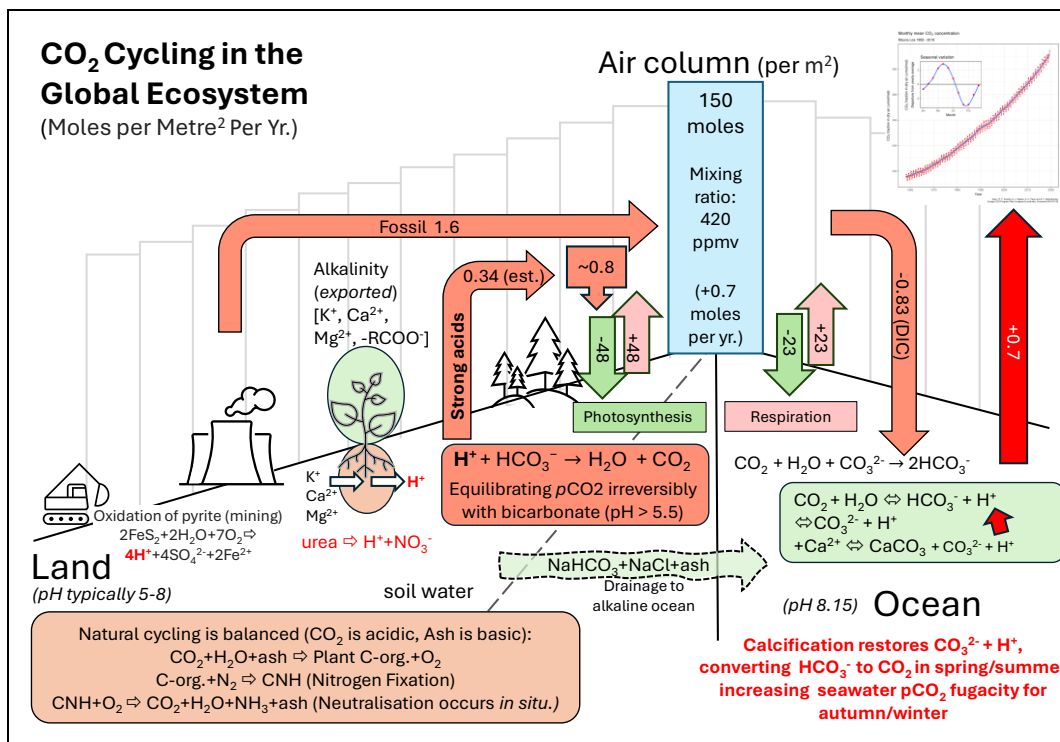 CO₂ Cycling in the
Global Ecosystem
(Moles per Metre² Per Yr.)
Air column (per m²)
150
moles
Mixing
ratio:
420
ppmv
(+0.7
moles
per yr.)
Monthly mean CO₂ concentration
Seasonal variation
Month
Year
Fossil 1.6
0.34 (est.)
~0.8
Strong acids
-48
+48
-23
+23
-0.83 (DIC)
+0.7
Alkalinity
(exported)
[K⁺, Ca²⁺,
Mg²⁺, -RCOO⁻]
Photosynthesis
Respiration
K⁺
Ca²⁺
Mg²⁺
H⁺
urea ⇨ H⁺+NO₃⁻
Oxidation of pyrite (mining)
2FeS₂+2H₂O+7O₂⇨
4H⁺+4SO₄²⁻+2Fe²⁺
H⁺ + HCO₃⁻ → H₂O + CO₂
Equilibrating pCO2 irreversibly
with bicarbonate (pH > 5.5)
CO₂ + H₂O + CO₃²⁻→ 2HCO₃⁻
CO₂ + H₂O ⇔ HCO₃⁻ + H⁺
⇔CO₃²⁻ + H⁺
+Ca²⁺ ⇔ CaCO₃ + CO₃²⁻ + H⁺
Land
(pH typically 5-8)
soil water
NaHCO₃+NaCl+ash
Drainage to
alkaline ocean
(pH 8.15)
Ocean
Natural cycling is balanced (CO₂ is acidic, Ash is basic):
CO₂+H₂O+ash ⇨ Plant C-org.+O₂
C-org.+N₂ ⇨ CNH (Nitrogen Fixation)
CNH+O₂ ⇨ CO₂+H₂O+NH₃+ash (Neutralisation occurs in situ.)
Calcification restores CO₃²⁻ + H⁺,
converting HCO₃⁻ to CO₂ in spring/summe
increasing seawater pCO₂ fugacity for
autumn/winter